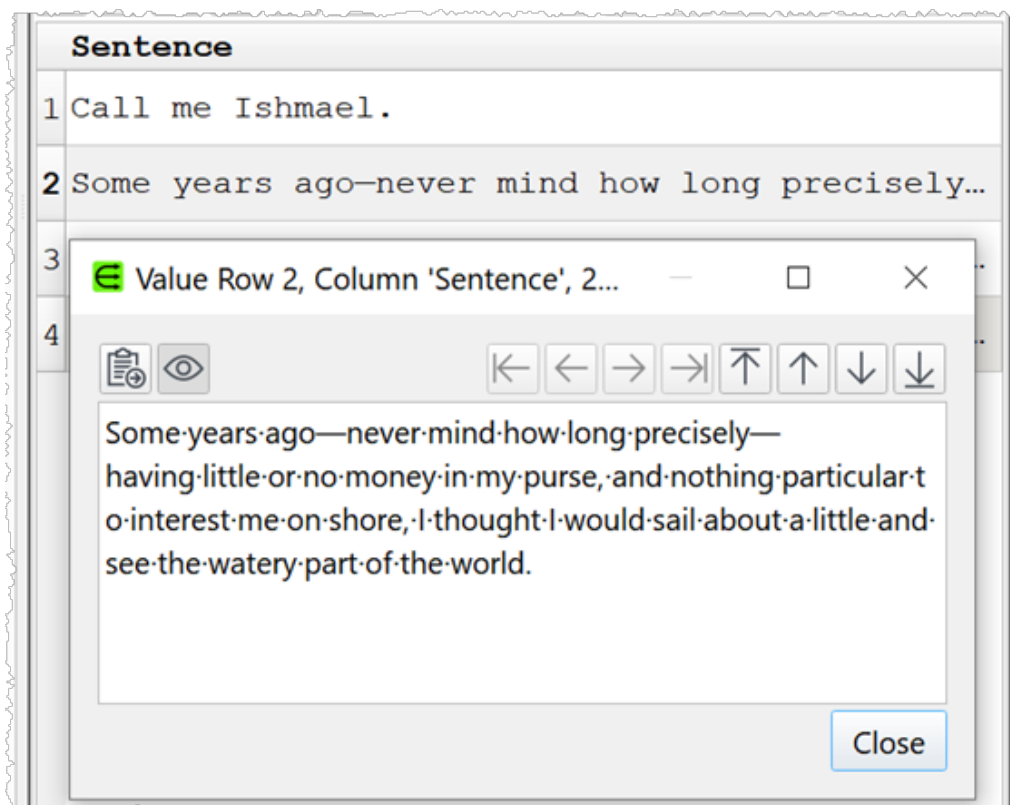 Sentence
1 Call me Ishmael.
2 Some years ago—never mind how long precisely…
3 …
Value Row 2, Column 'Sentence', 2...
4 …
Some·years·ago—never·mind·how·long·precisely—
having·little·or·no·money·in·my·purse,·and·nothing·particular·t
o·interest·me·on·shore,·I·thought·I·would·sail·about·a·little·and·
see·the·watery·part·of·the·world.
Close